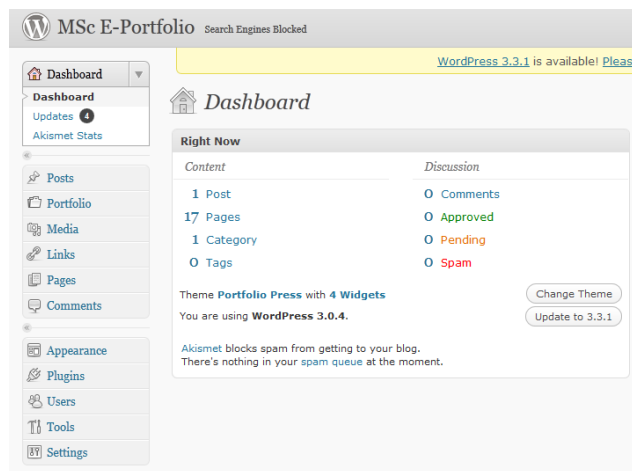 MSc E-Portfolio Search Engines Blocked
WordPress 3.3.1 is available! Pleas
Dashboard
Dashboard
Updates 4
Akismet Stats
Posts
Portfolio
Media
Links
Pages
Comments
Appearance
Plugins
Users
Tools
Settings
Dashboard
Right Now
Content
1 Post
17 Pages
1 Category
0 Tags
Discussion
0 Comments
0 Approved
0 Pending
0 Spam
Theme Portfolio Press with 4 Widgets
Change Theme
You are using WordPress 3.0.4.
Update to 3.3.1
Akismet blocks spam from getting to your blog.
There's nothing in your spam queue at the moment.